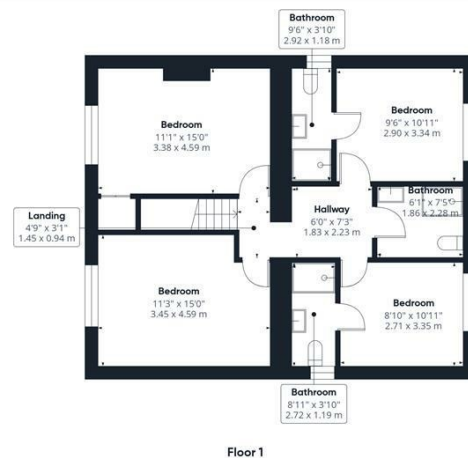 Bathroom
9'6" x 3'10"
2.92 x 1.18 m
Bedroom
11'1" x 15'0"
3.38 x 4.59 m
Bedroom
9'6" x 10'11"
2.90 x 3.34 m
Landing
4'9" x 3'1"
1.45 x 0.94 m
Hallway
6'0" x 7'3"
1.83 x 2.23 m
Bathroom
6'1" x 7'5"
1.86 x 2.28 m
Bedroom
11'3" x 15'0"
3.45 x 4.59 m
Bedroom
8'10" x 10'11"
2.71 x 3.35 m
Bathroom
8'11" x 3'10"
2.72 x 1.19 m
Floor 1